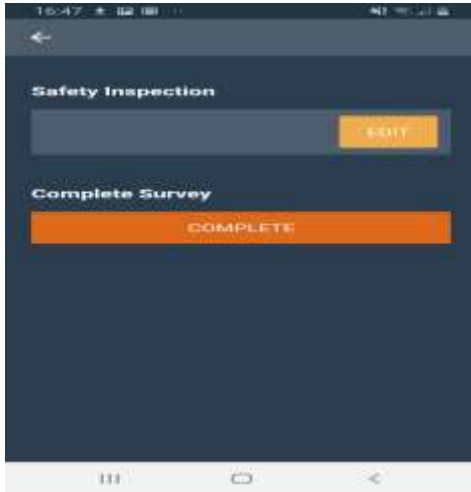 16:47
Safety Inspection
EDIT
Complete Survey
COMPLETE